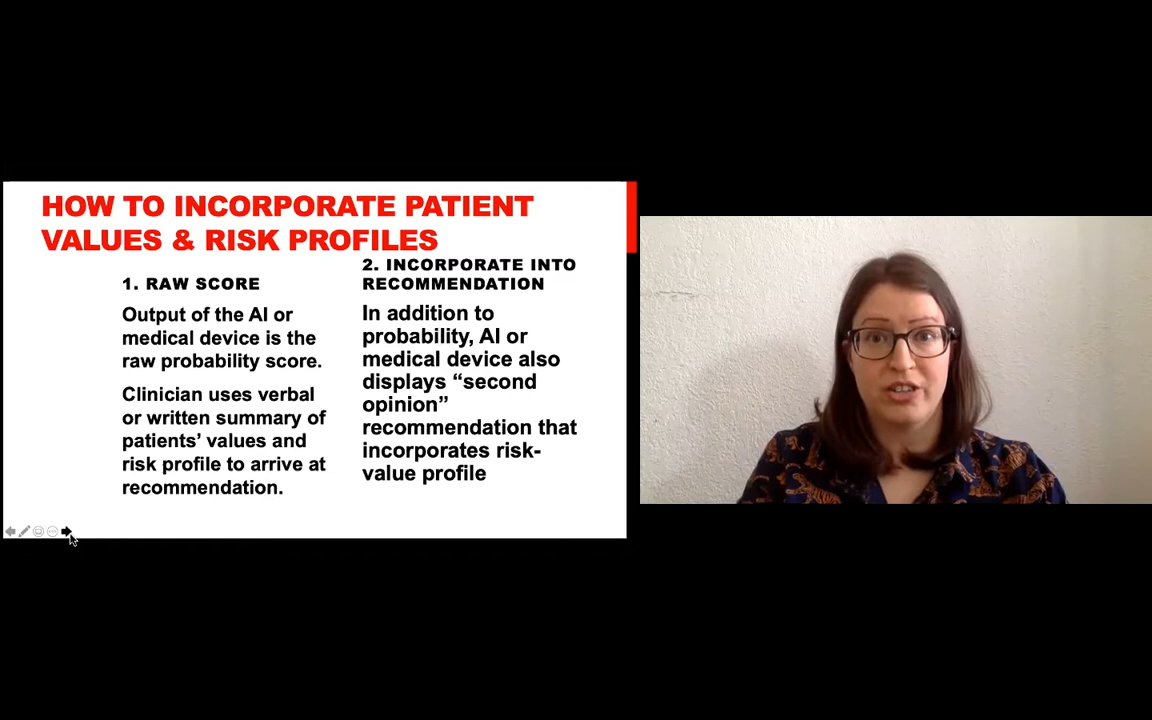 HOW TO INCORPORATE PATIENT
VALUES & RISK PROFILES
1. RAW SCORE
Output of the AI or
medical device is the
raw probability score.
Clinician uses verbal
or written summary of
patients’ values and
risk profile to arrive at
recommendation.
2. INCORPORATE INTO
RECOMMENDATION
In addition to
probability, AI or
medical device also
displays “second
opinion”
recommendation that
incorporates risk-
value profile